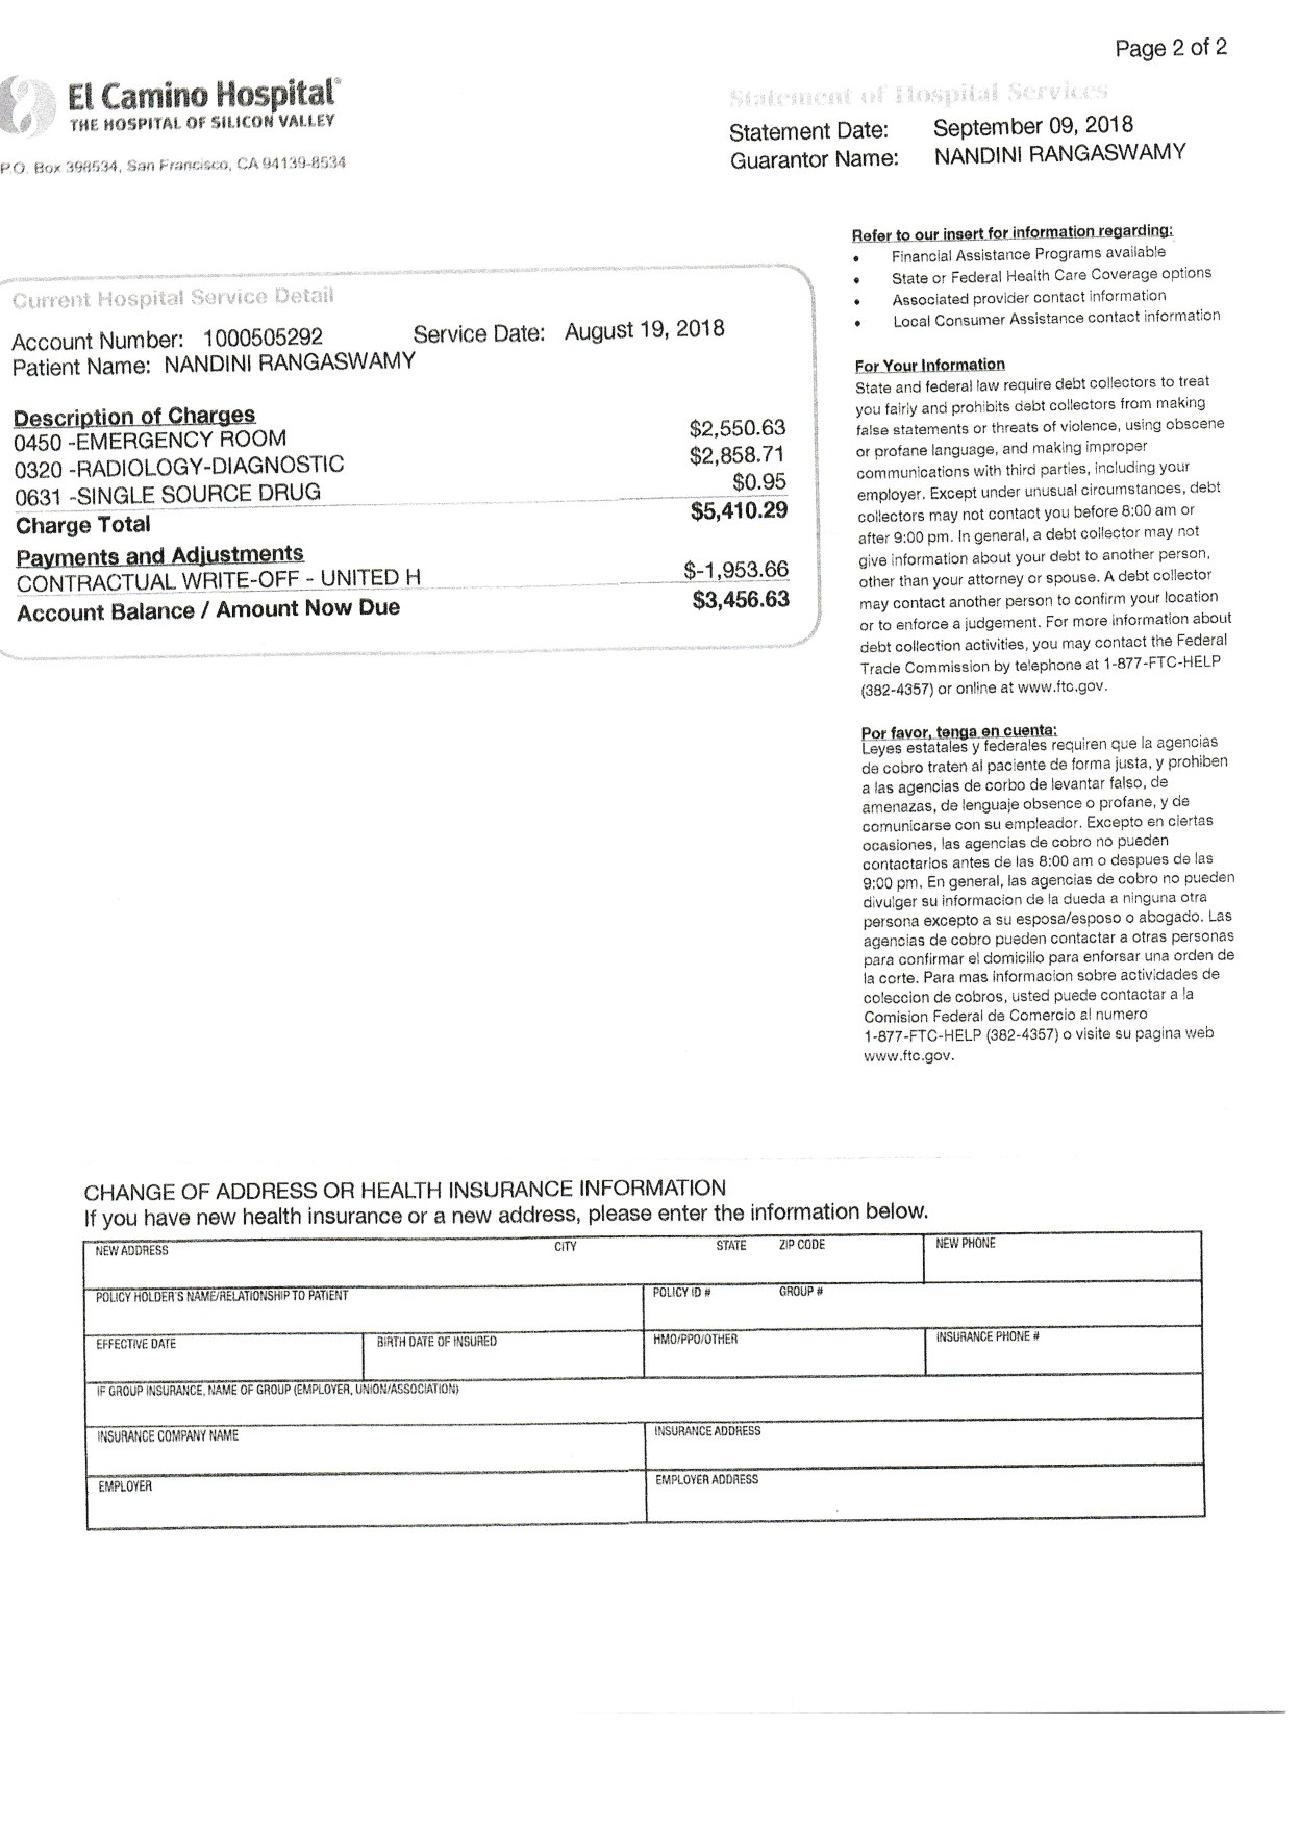 Page 2 of 2
El Camino Hospital®
THE HOSPITAL OF SILICON VALLEY
P.O. Box 398534, San Francisco, CA 94139-8534
Statement of Hospital Services
Statement Date: September 09, 2018
Guarantor Name: NANDINI RANGASWAMY
Current Hospital Service Detail
Account Number: 1000505292 Service Date: August 19, 2018
Patient Name: NANDINI RANGASWAMY
Description of Charges
0450 -EMERGENCY ROOM $2,550.63
0320 -RADIOLOGY-DIAGNOSTIC $2,858.71
0631 -SINGLE SOURCE DRUG $0.95
Charge Total $5,410.29
Payments and Adjustments
CONTRACTUAL WRITE-OFF - UNITED H $-1,953.66
Account Balance / Amount Now Due $3,456.63
Refer to our insert for information regarding:
• Financial Assistance Programs available
• State or Federal Health Care Coverage options
• Associated provider contact information
• Local Consumer Assistance contact information
For Your Information
State and federal law require debt collectors to treat
you fairly and prohibits debt collectors from making
false statements or threats of violence, using obscene
or profane language, and making improper
communications with third parties, including your
employer. Except under unusual circumstances, debt
collectors may not contact you before 8:00 am or
after 9:00 pm. In general, a debt collector may not
give information about your debt to another person,
other than your attorney or spouse. A debt collector
may contact another person to confirm your location
or to enforce a judgement. For more information about
debt collection activities, you may contact the Federal
Trade Commission by telephone at 1-877-FTC-HELP
(382-4357) or online at www.ftc.gov.
Por favor, tenga en cuenta:
Leyes estatales y federales requiren que la agencias
de cobro traten al paciente de forma justa, y prohiben
a las agencias de corbo de levantar falso, de
amenazas, de lenguaje obsence o profane, y de
comunicarse con su empleador. Excepto en ciertas
ocasiones, las agencias de cobro no pueden
contactarlos antes de las 8:00 am o despues de las
9:00 pm. En general, las agencias de cobro no pueden
divulger su informacion de la dueda a ninguna otra
persona excepto a su esposa/esposo o abogado. Las
agencias de cobro pueden contactar a otras personas
para confirmar el domicilio para enforsar una orden de
la corte. Para mas informacion sobre actividades de
coleccion de cobros, usted puede contactar a la
Comision Federal de Comercio al numero
1-877-FTC-HELP (382-4357) o visite su pagina web
www.ftc.gov.
CHANGE OF ADDRESS OR HEALTH INSURANCE INFORMATION
If you have new health insurance or a new address, please enter the information below.
NEW ADDRESS CITY STATE ZIP CODE NEW PHONE
POLICY HOLDER'S NAME/RELATIONSHIP TO PATIENT POLICY ID # GROUP #
EFFECTIVE DATE BIRTH DATE OF INSURED HMO/PPO/OTHER INSURANCE PHONE #
IF GROUP INSURANCE, NAME OF GROUP (EMPLOYER, UNION/ASSOCIATION)
INSURANCE COMPANY NAME INSURANCE ADDRESS
EMPLOYER EMPLOYER ADDRESS